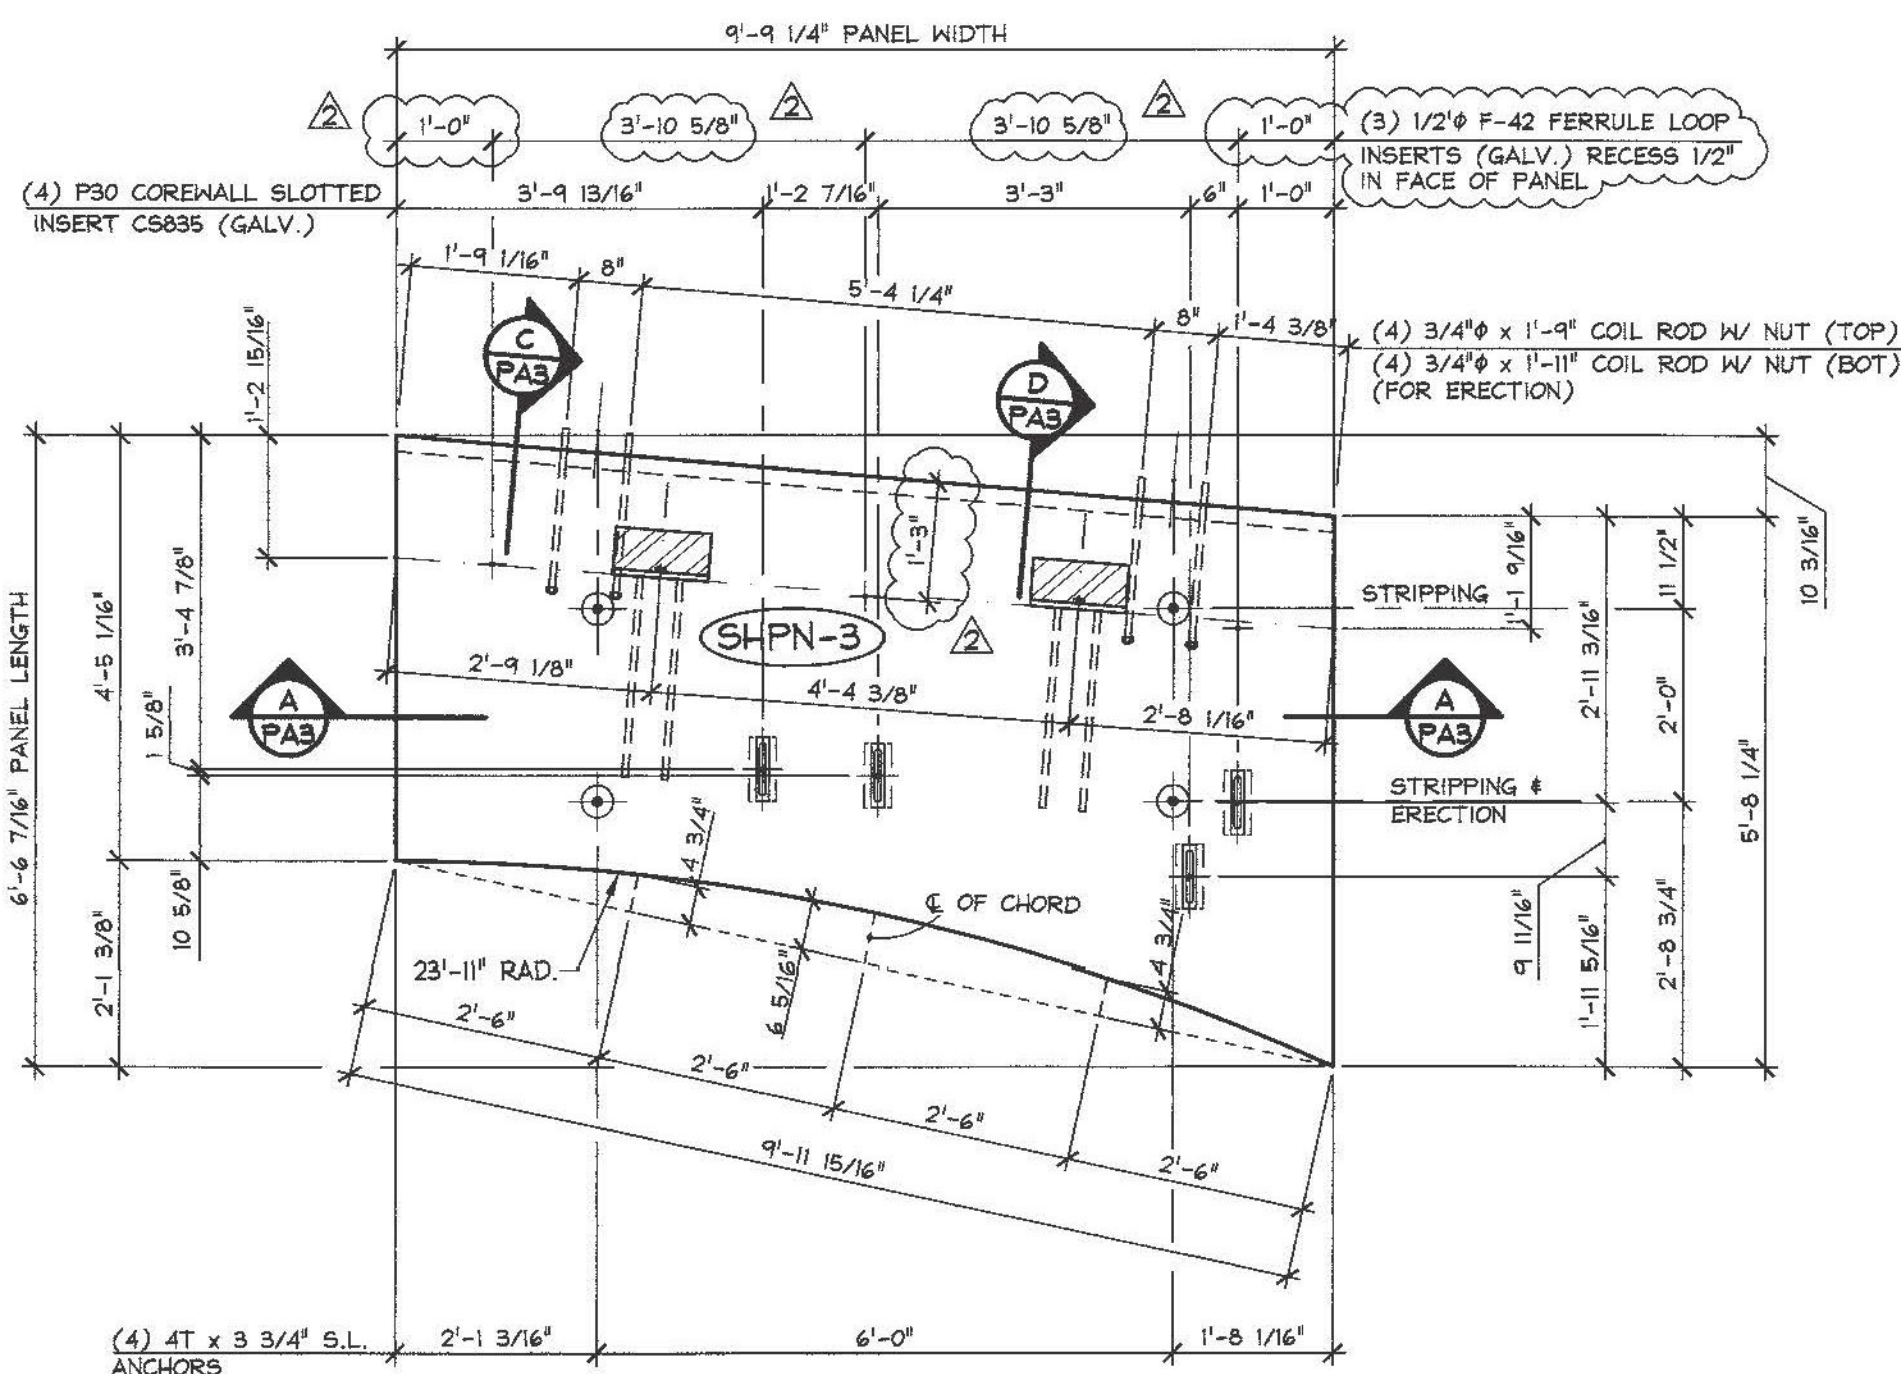 9'-9 1/4" PANEL WIDTH
2
2
2
1'-0"
3'-10 5/8"
3'-10 5/8"
1'-0"
(3) 1/2'ϕ F-42 FERRULE LOOP
INSERTS (GALV.) RECESS 1/2"
IN FACE OF PANEL
(4) P30 COREWALL SLOTTED
INSERT CS835 (GALV.)
3'-9 13/16"
1'-2 7/16"
3'-3"
6"
1'-0"
1'-9 1/16"
8"
5'-4 1/4"
8"
1'-4 3/8"
(4) 3/4"ϕ x 1'-9" COIL ROD W/ NUT (TOP)
(4) 3/4"ϕ x 1'-11" COIL ROD W/ NUT (BOT)
(FOR ERECTION)
1'-2 15/16"
C
PA3
D
PA3
1'-3"
2
6'-6 7/16" PANEL LENGTH
4'-5 1/16"
3'-4 7/8"
1 5/8"
STRIPPING
1'-1 9/16"
2'-11 3/16"
11 1/2"
10 3/16"
SHPN-3
2'-9 1/8"
4'-4 3/8"
2'-8 1/16"
A
PA3
A
PA3
2'-0"
5'-8 1/4"
STRIPPING &
ERECTION
4 3/4"
℄ OF CHORD
4 3/4"
10 5/8"
2'-1 3/8"
23'-11" RAD.
6 5/16"
9 11/16"
1'-11 5/16"
2'-8 3/4"
2'-6"
2'-6"
2'-6"
2'-6"
9'-11 15/16"
(4) 4T x 3 3/4" S.L.
ANCHORS
2'-1 3/16"
6'-0"
1'-8 1/16"